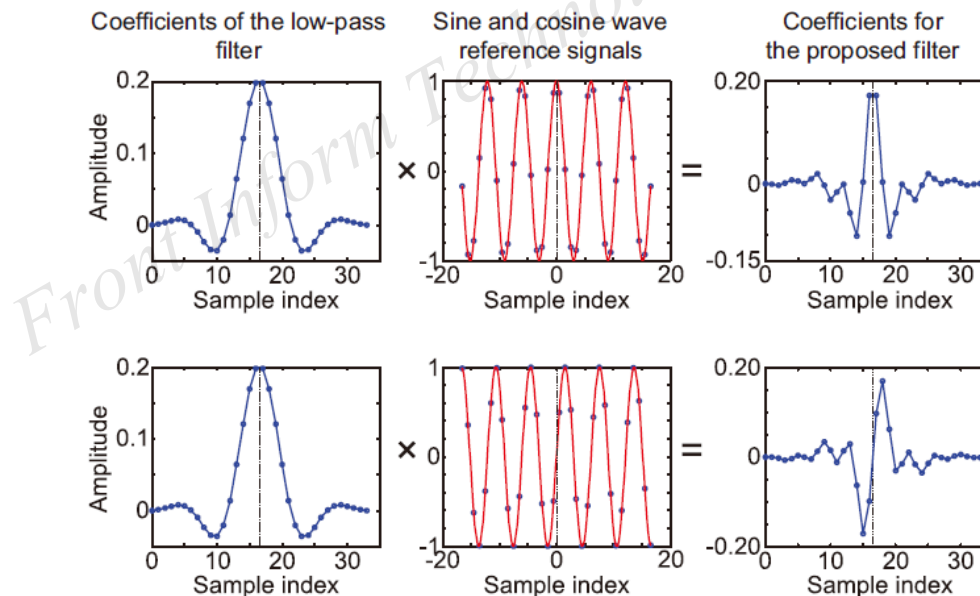 Coefficients of the low-pass
filter
Sine and cosine wave
reference signals
Coefficients for
the proposed filter
Front Inform Techno
Amplitude
0.2
0.1
0
0 10 20 30
Sample index
×
1
0
-1
-20 0 20
Sample index
=
0.20
0
-0.15
0 10 20 30
Sample index
Amplitude
0.2
0.1
0
0 10 20 30
Sample index
×
1
0
-1
-20 0 20
Sample index
=
0.20
0
-0.20
0 10 20 30
Sample index